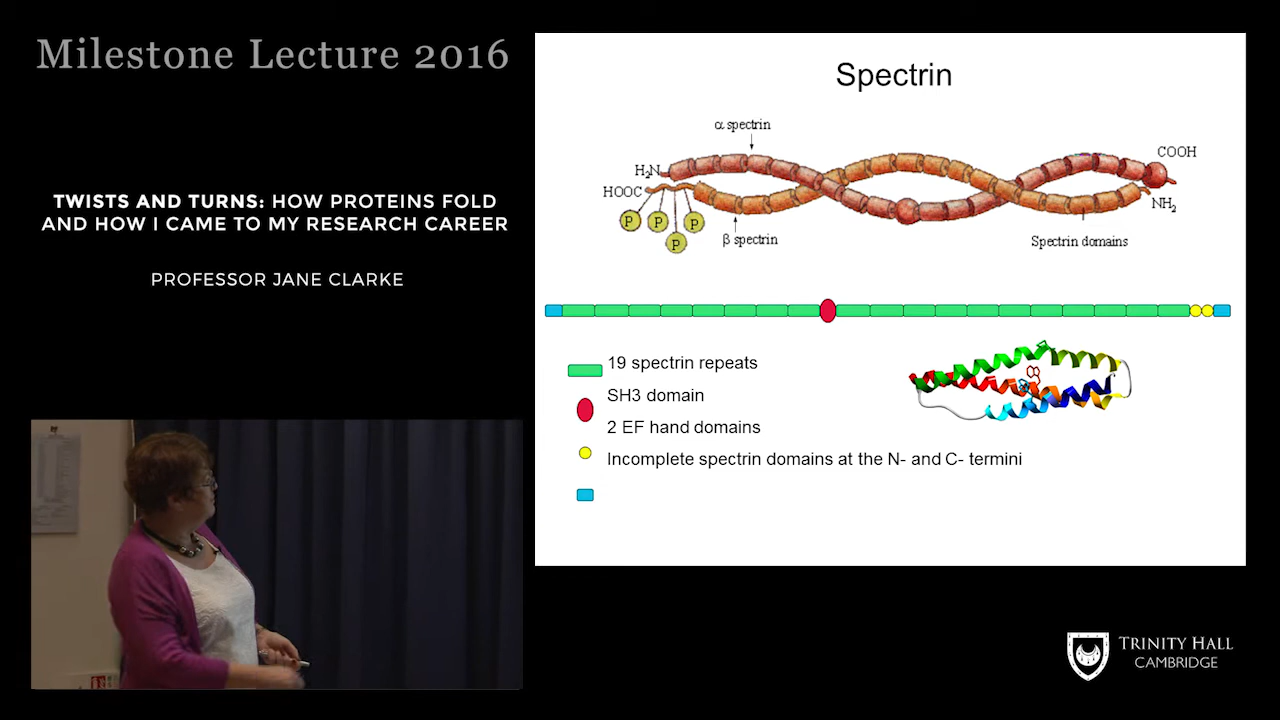 Milestone Lecture 2016
TWISTS AND TURNS: HOW PROTEINS FOLD
AND HOW I CAME TO MY RESEARCH CAREER
PROFESSOR JANE CLARKE
Spectrin
α spectrin
COOH
H₂N
HOOC
NH₂
P
P
P
P
β spectrin
Spectrin domains
19 spectrin repeats
SH3 domain
2 EF hand domains
Incomplete spectrin domains at the N- and C- termini
TRINITY HALL
CAMBRIDGE